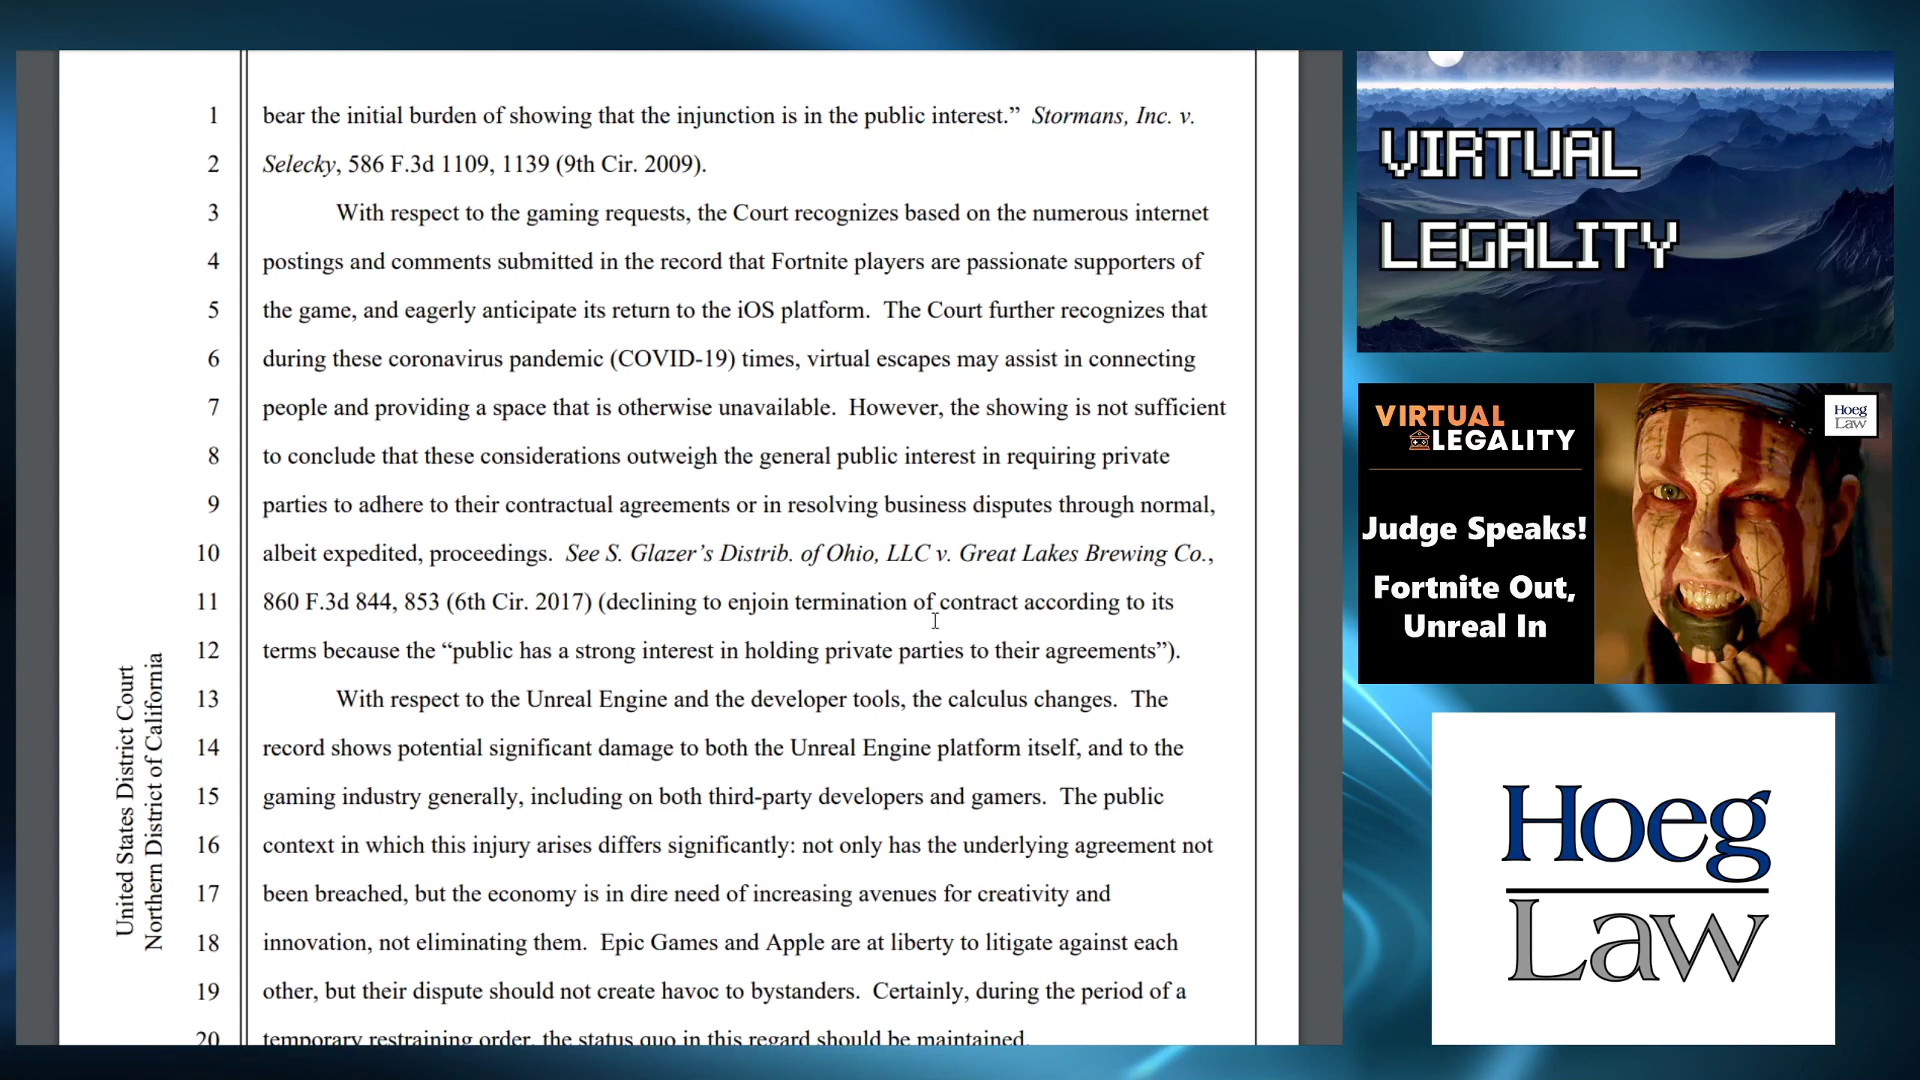 1 bear the initial burden of showing that the injunction is in the public interest.” Stormans, Inc. v.
2 Selecky, 586 F.3d 1109, 1139 (9th Cir. 2009).
3 With respect to the gaming requests, the Court recognizes based on the numerous internet
4 postings and comments submitted in the record that Fortnite players are passionate supporters of
5 the game, and eagerly anticipate its return to the iOS platform. The Court further recognizes that
6 during these coronavirus pandemic (COVID-19) times, virtual escapes may assist in connecting
7 people and providing a space that is otherwise unavailable. However, the showing is not sufficient
8 to conclude that these considerations outweigh the general public interest in requiring private
9 parties to adhere to their contractual agreements or in resolving business disputes through normal,
10 albeit expedited, proceedings. See S. Glazer’s Distrib. of Ohio, LLC v. Great Lakes Brewing Co.,
11 860 F.3d 844, 853 (6th Cir. 2017) (declining to enjoin termination of contract according to its
12 terms because the “public has a strong interest in holding private parties to their agreements”).
13 With respect to the Unreal Engine and the developer tools, the calculus changes. The
14 record shows potential significant damage to both the Unreal Engine platform itself, and to the
15 gaming industry generally, including on both third-party developers and gamers. The public
16 context in which this injury arises differs significantly: not only has the underlying agreement not
17 been breached, but the economy is in dire need of increasing avenues for creativity and
18 innovation, not eliminating them. Epic Games and Apple are at liberty to litigate against each
19 other, but their dispute should not create havoc to bystanders. Certainly, during the period of a
20 temporary restraining order, the status quo in this regard should be maintained.
United States District Court
Northern District of California
VIRTUAL
LEGALITY
VIRTUAL
LEGALITY
Judge Speaks!
Fortnite Out,
Unreal In
Hoeg
Law
Hoeg
Law